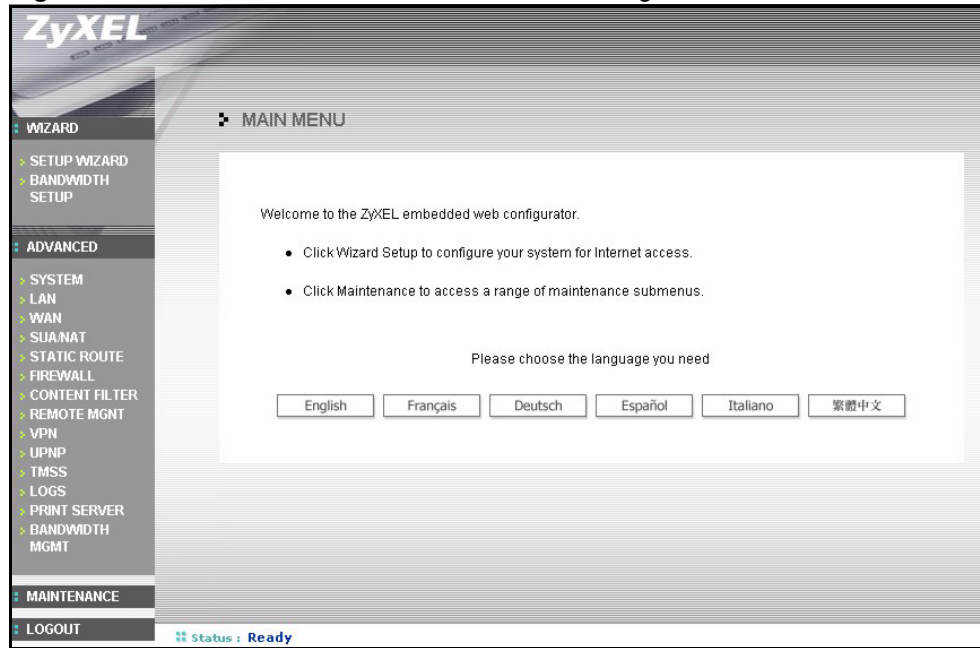 ZyXEL
WIZARD
SETUP WIZARD
BANDWIDTH
SETUP
ADVANCED
SYSTEM
LAN
WAN
SUA/NAT
STATIC ROUTE
FIREWALL
CONTENT FILTER
REMOTE MGNT
VPN
UPNP
TMSS
LOGS
PRINT SERVER
BANDWIDTH
MGMT
MAINTENANCE
LOGOUT
MAIN MENU
Welcome to the ZyXEL embedded web configurator.
• Click Wizard Setup to configure your system for Internet access.
• Click Maintenance to access a range of maintenance submenus.
Please choose the language you need
English Français Deutsch Español Italiano 繁體中文
Status : Ready